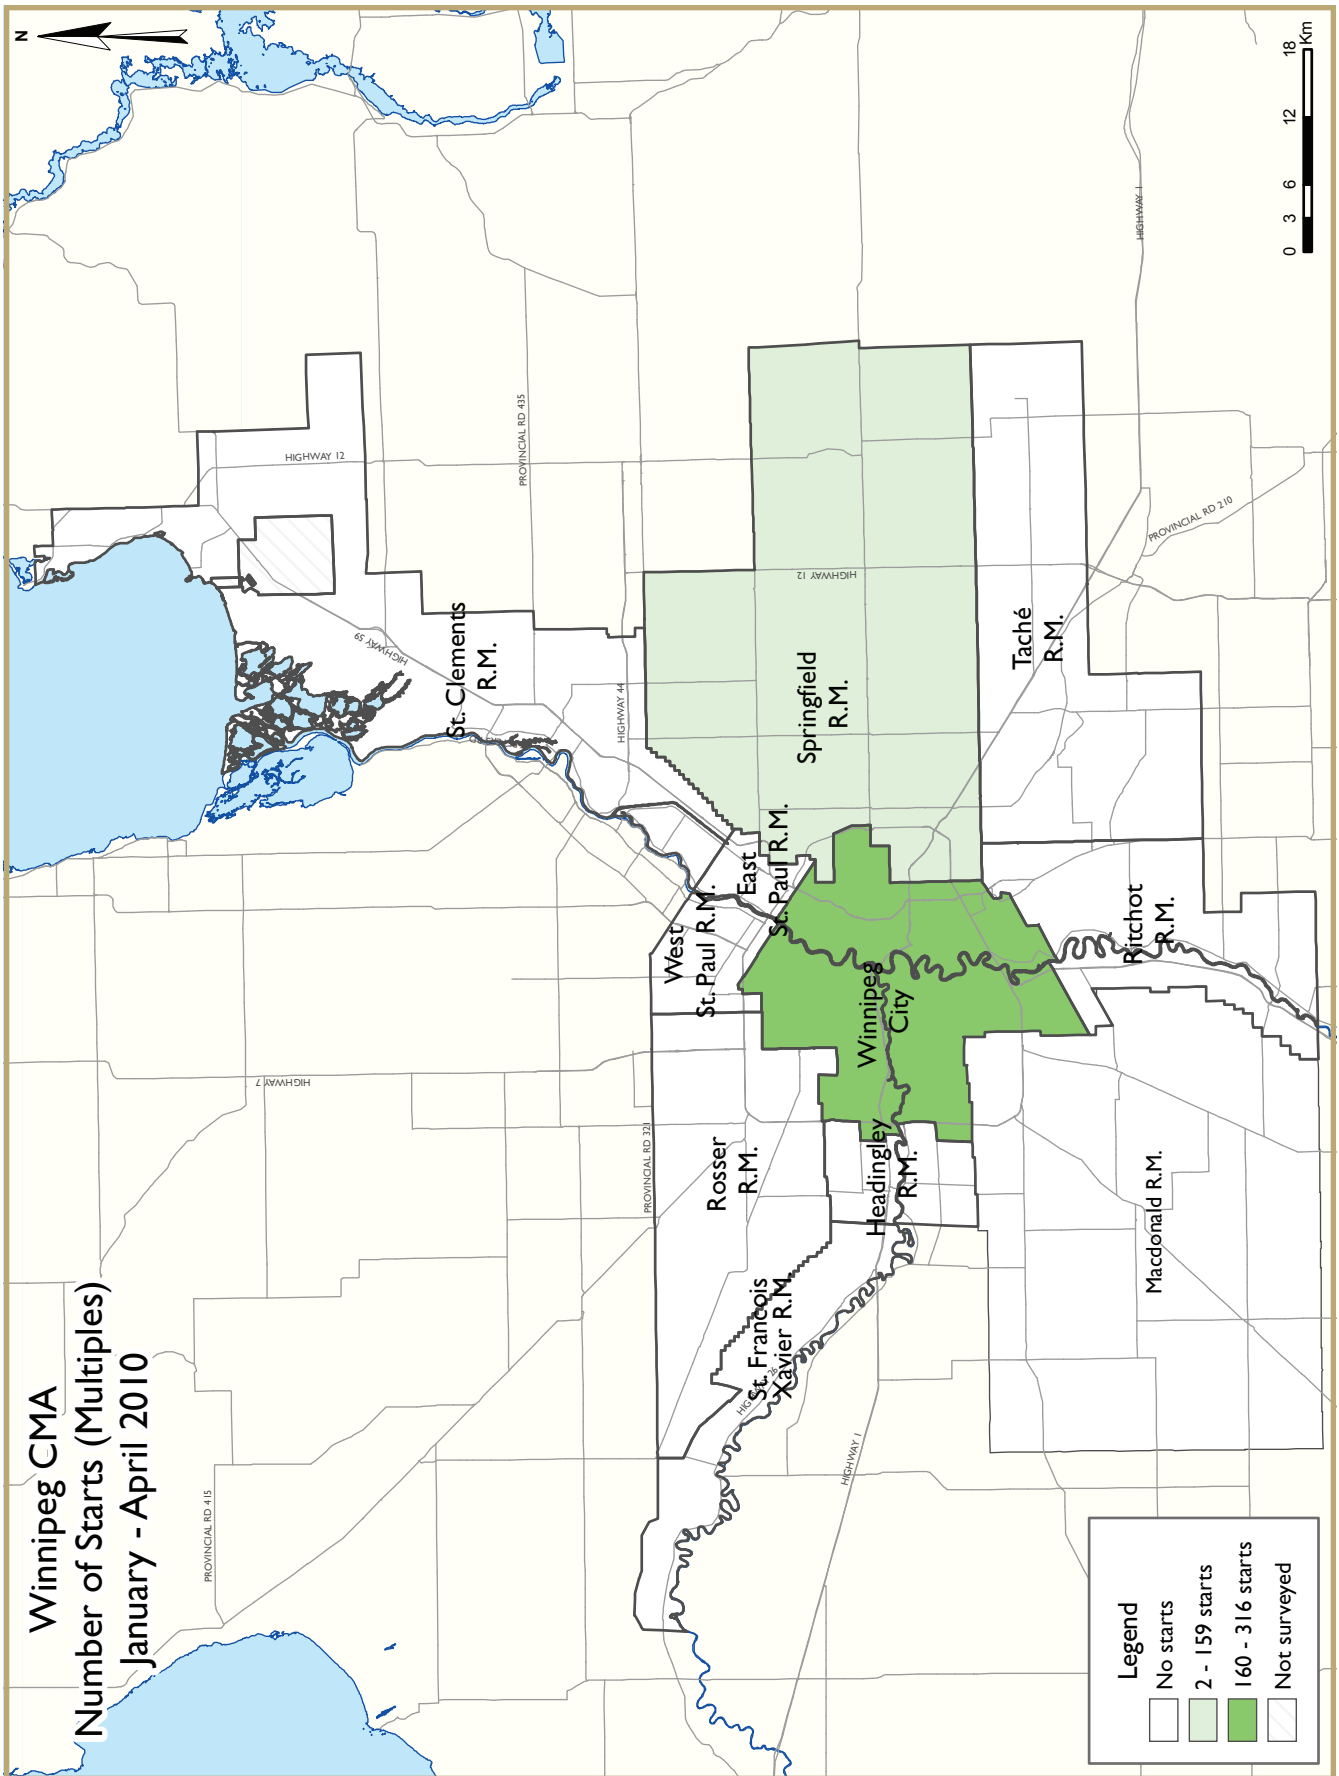 Winnipeg CMA
Number of Starts (Multiples)
January - April 2010
N
PROVINCIAL RD 415
HIGHWAY 7
HIGHWAY 12
PROVINCIAL RD 435
HIGHWAY 59
St. Clements
R.M.
HIGHWAY 44
PROVINCIAL RD 321
West
St. Paul R.M.
East
St. Paul R.M.
Rosser
R.M.
Springfield
R.M.
HIGHWAY 12
St. Francois
Xavier R.M.
HIGHWAY 26
Winnipeg
City
Headingley
R.M.
HIGHWAY 1
Taché
R.M.
Ritchot
R.M.
Macdonald R.M.
HIGHWAY 1
PROVINCIAL RD 210
Legend
No starts
2 - 159 starts
160 - 316 starts
Not surveyed
0 3 6 12 18
Km